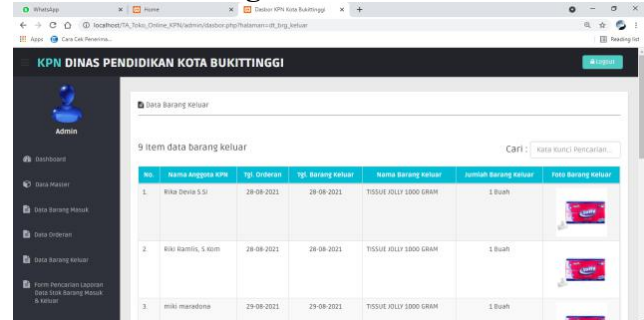 WhatsApp
Home
Dasbor KPN Kota Bukittinggi
localhost/TA_Toko_Online_KPN/admin/dasbor.php?halaman=dt_brg_keluar
Apps
Cara Cek Penerima...
Reading list
KPN DINAS PENDIDIKAN KOTA BUKITTINGGI
Logout
Admin
Dashboard
Data Master
Data Barang Masuk
Data Orderan
Data Barang Keluar
Form Pencarian Laporan
Data Stok Barang Masuk
& Keluar
Data Barang Keluar
9 Item data barang keluar
Cari : Kata Kunci Pencarian...
No. Nama Anggota KPN Tgl. Orderan Tgl. Barang Keluar Nama Barang Keluar Jumlah Barang Keluar Foto Barang Keluar
1. Rika Devia S.Si 28-08-2021 28-08-2021 TISSUE JOLLY 1000 GRAM 1 Buah
2. Riki Ramlis, S.Kom 28-08-2021 28-08-2021 TISSUE JOLLY 1000 GRAM 1 Buah
3. miki maradona 29-08-2021 29-08-2021 TISSUE JOLLY 1000 GRAM 1 Buah